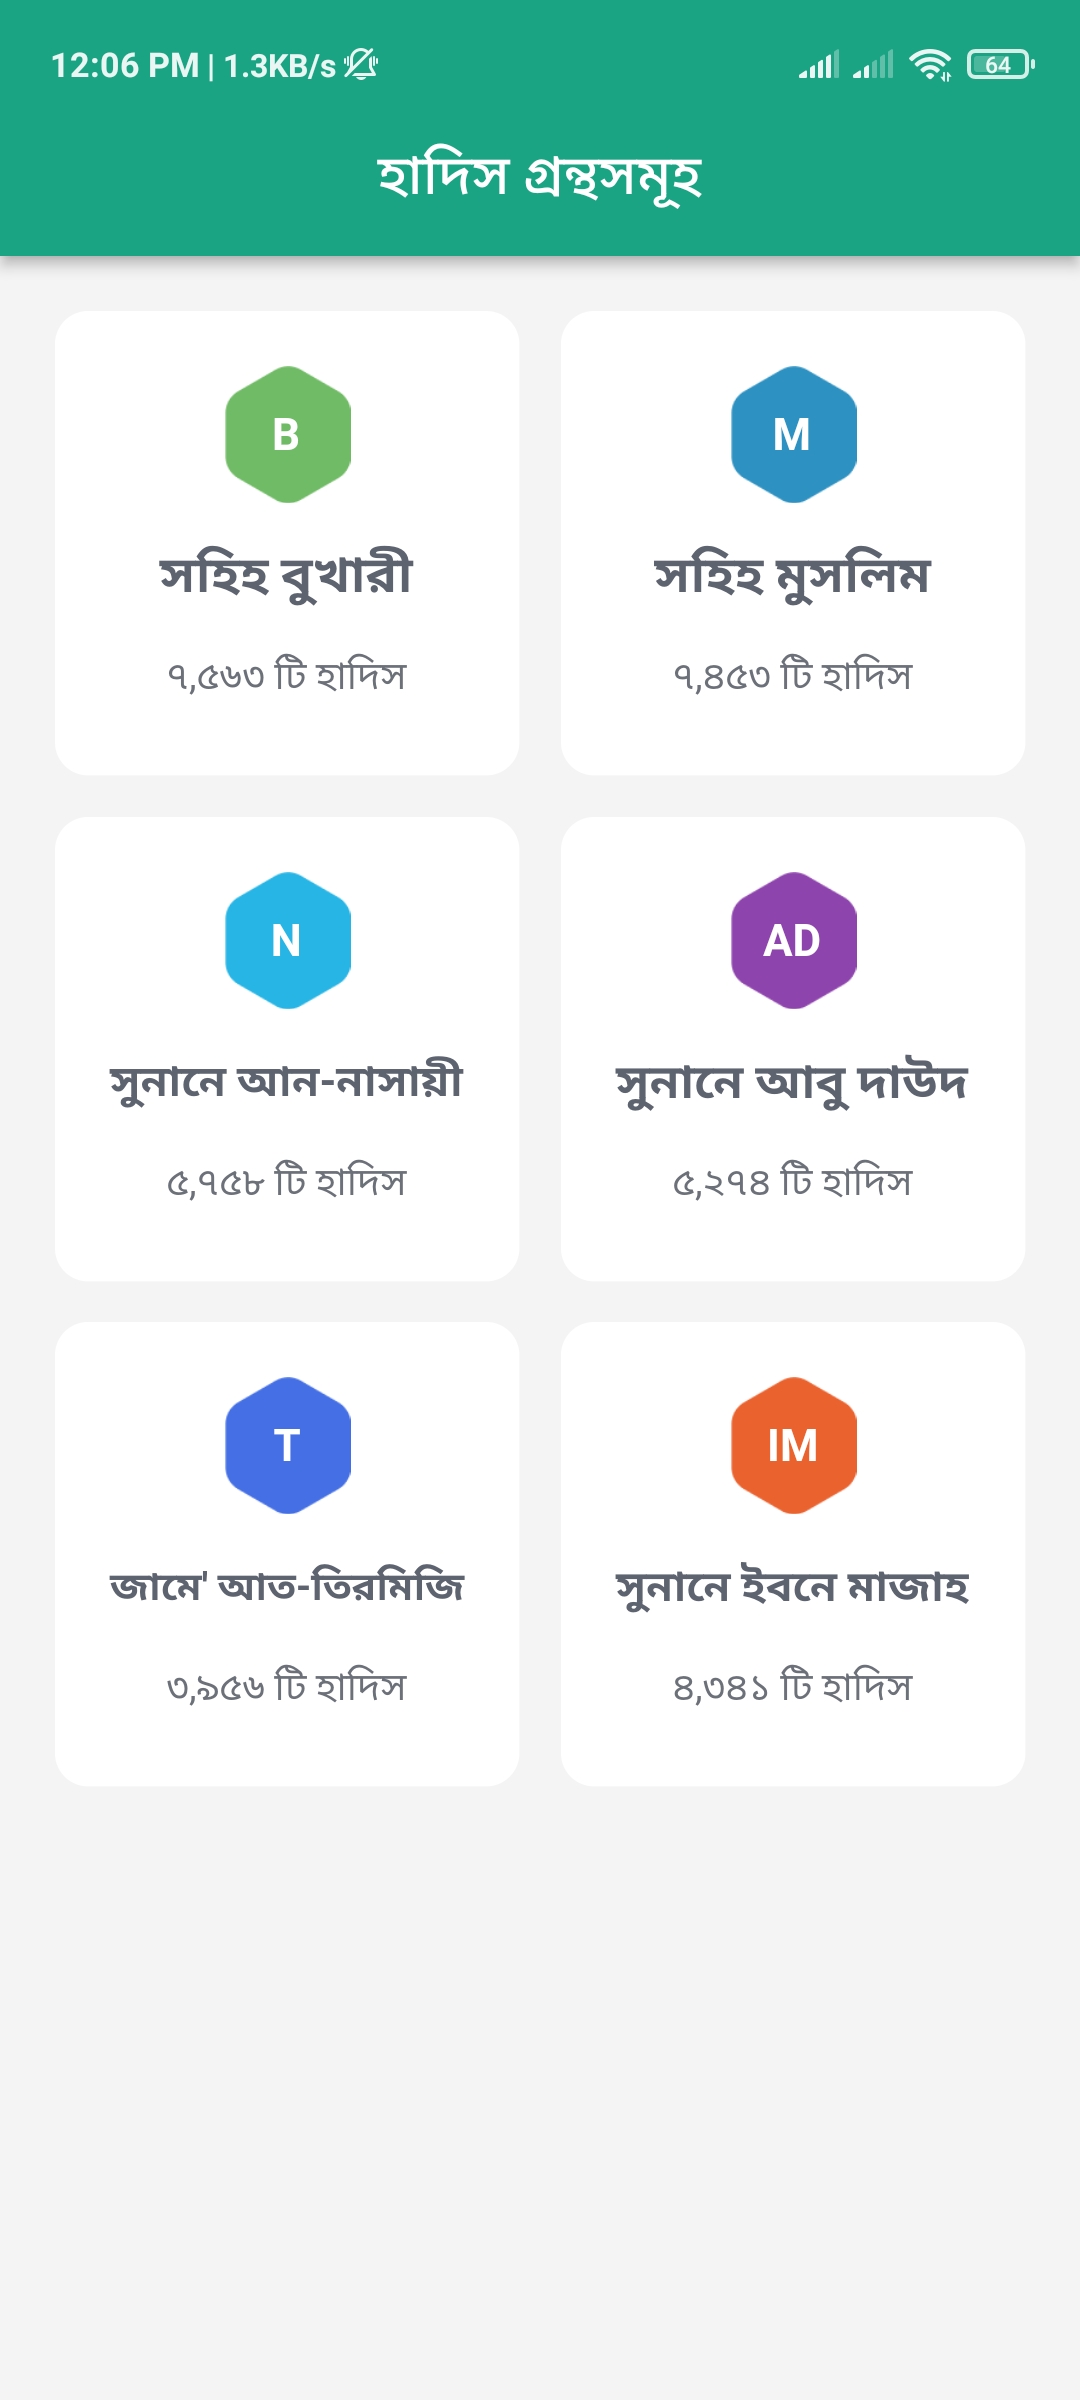 12:06 PM | 1.3KB/s
64
হাদিস গ্রন্থসমূহ
B
সহিহ বুখারী
৭,৫৬৩ টি হাদিস
M
সহিহ মুসলিম
৭,৪৫৩ টি হাদিস
N
সুনানে আন-নাসায়ী
৫,৭৫৮ টি হাদিস
AD
সুনানে আবু দাউদ
৫,২৭৪ টি হাদিস
T
জামে' আত-তিরমিজি
৩,৯৫৬ টি হাদিস
IM
সুনানে ইবনে মাজাহ
৪,৩৪১ টি হাদিস